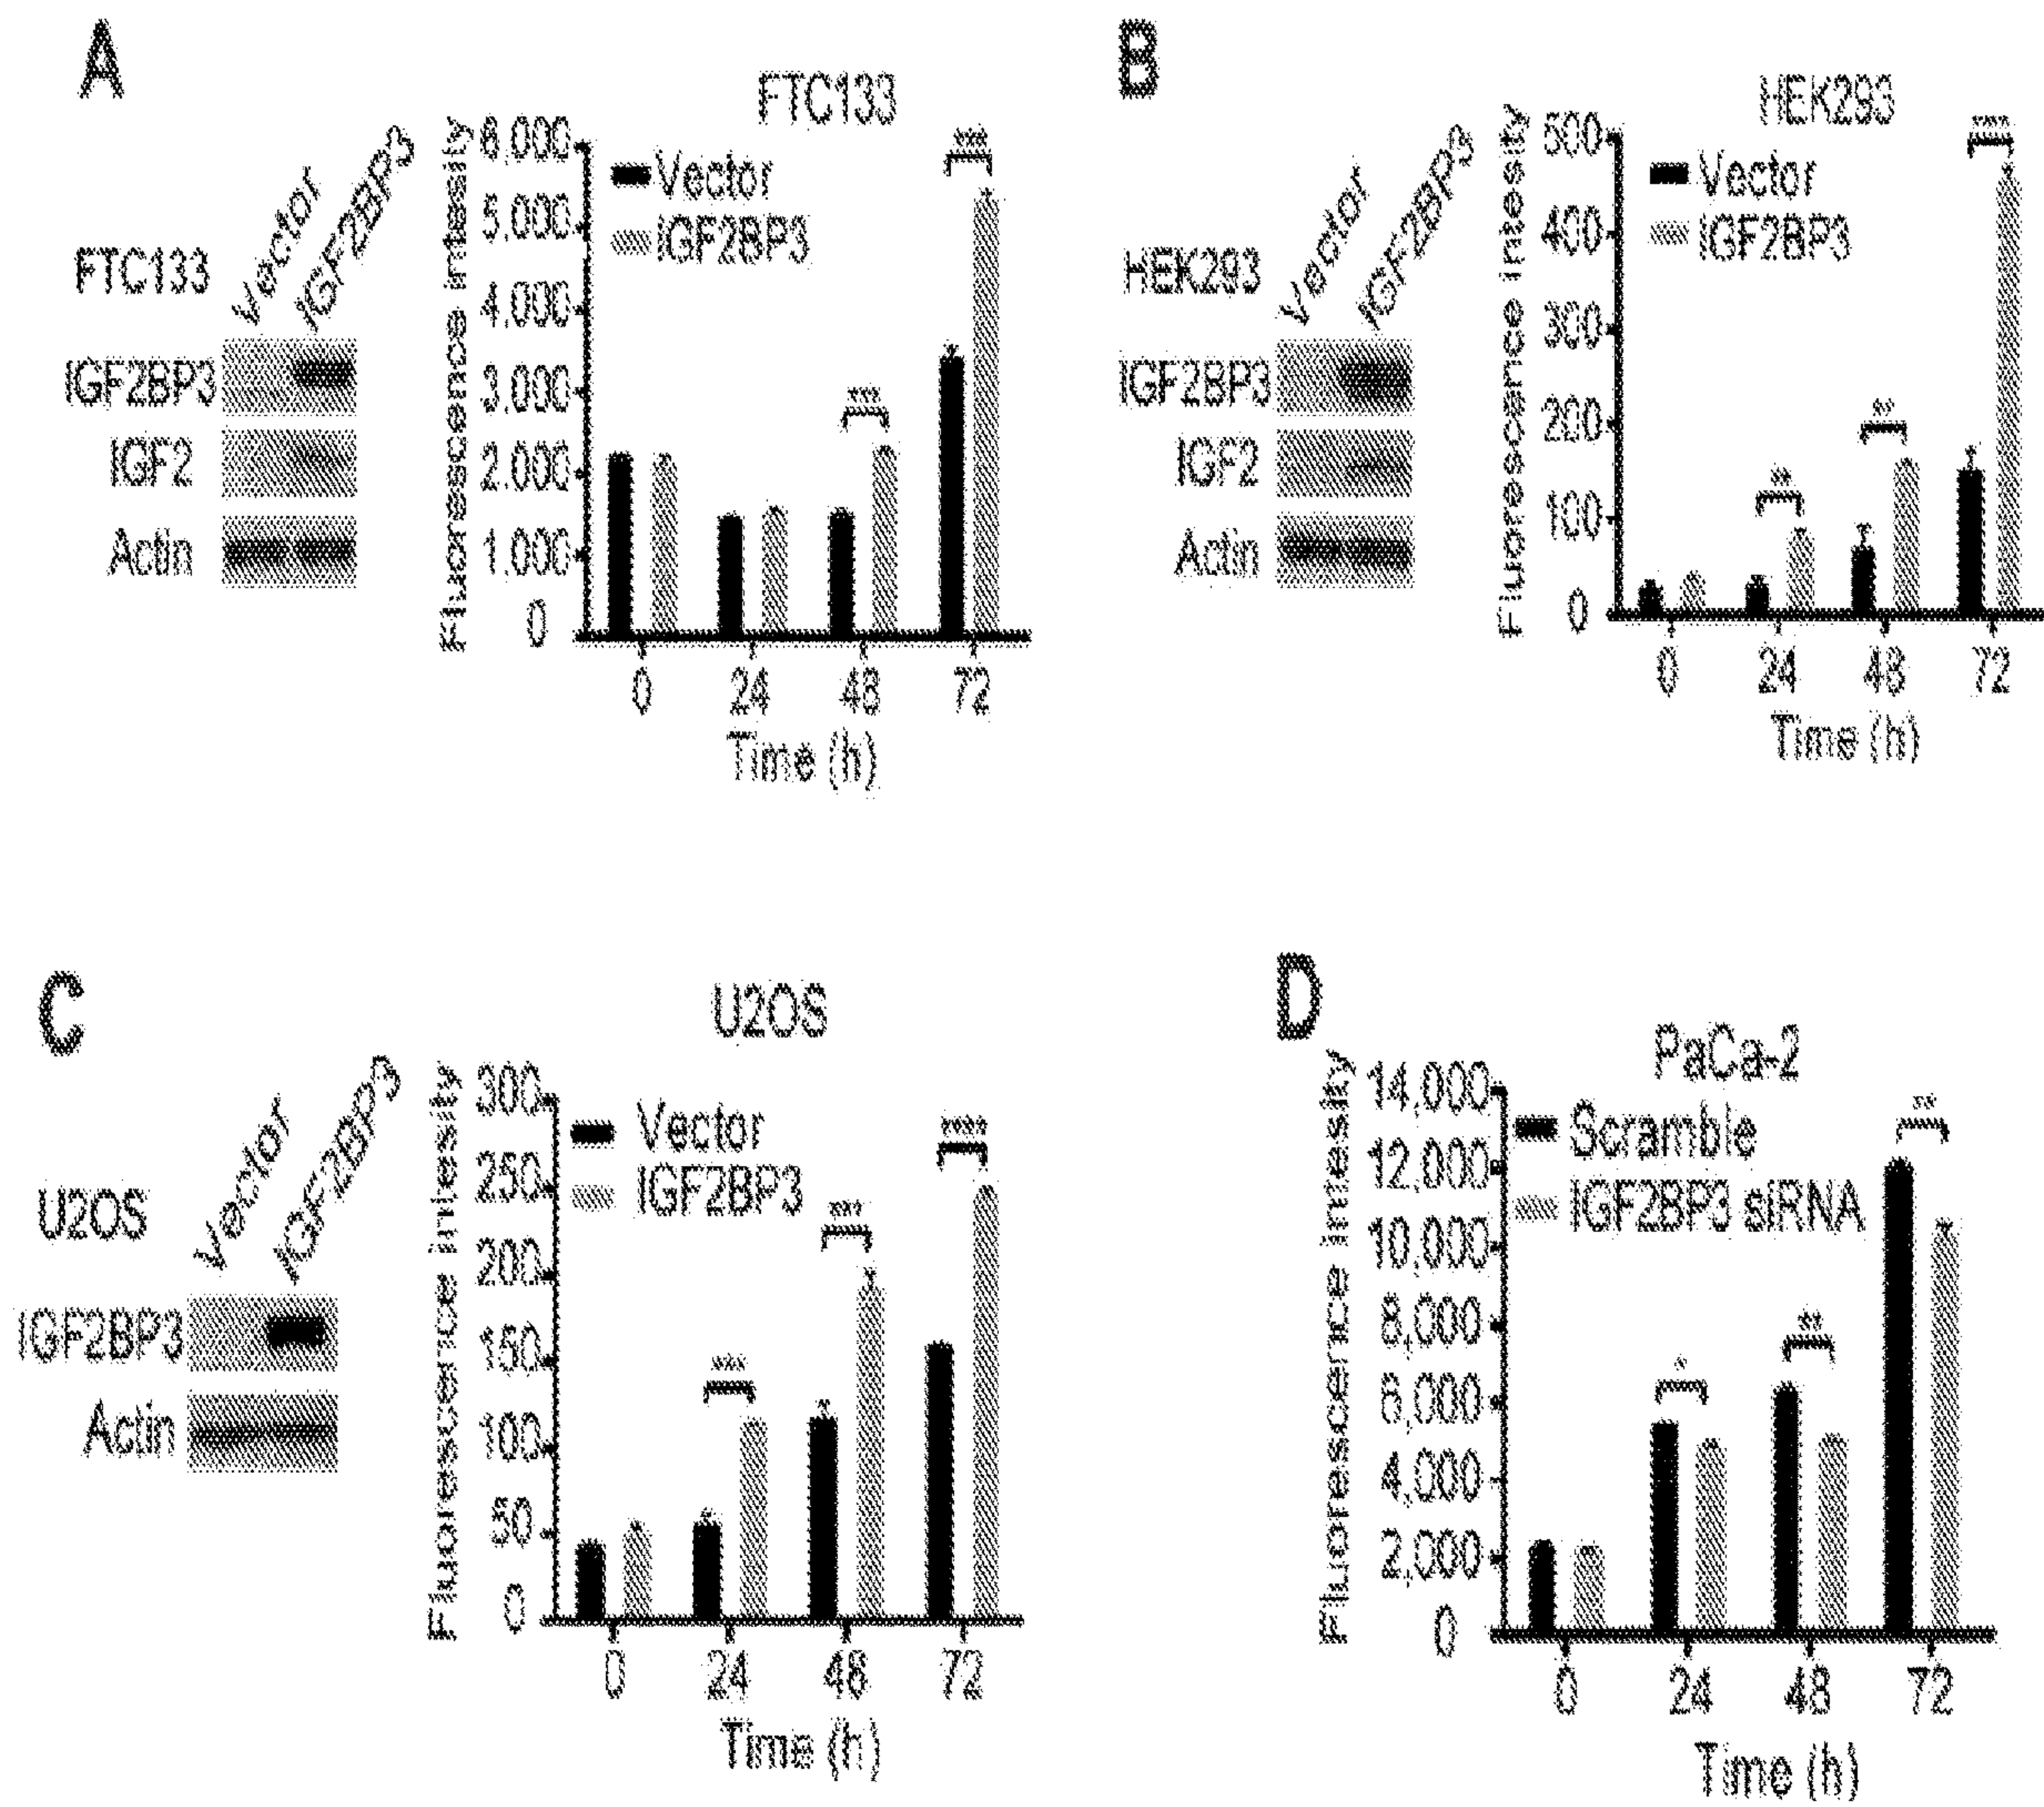 A
FTC133
Vector
IGF2BP3
FTC133
IGF2BP3
IGF2
Actin
Fluorescence intesity
6,000
5,000
4,000
3,000
2,000
1,000
0
Vector
IGF2BP3
***
0 24 48 72
Time (h)
B
HEK293
Vector
IGF2BP3
HEK293
IGF2BP3
IGF2
Actin
Fluorescence intesity
500
400
300
200
100
0
Vector
IGF2BP3
**
**
0 24 48 72
Time (h)
C
U2OS
Vector
IGF2BP3
U2OS
IGF2BP3
Actin
Fluorescence intesity
300
250
200
150
100
50
0
Vector
IGF2BP3
***
***
0 24 48 72
Time (h)
D
PaCa-2
Fluorescence intesity
14,000
12,000
10,000
8,000
6,000
4,000
2,000
0
Scramble
IGF2BP3 siRNA
*
**
**
0 24 48 72
Time (h)